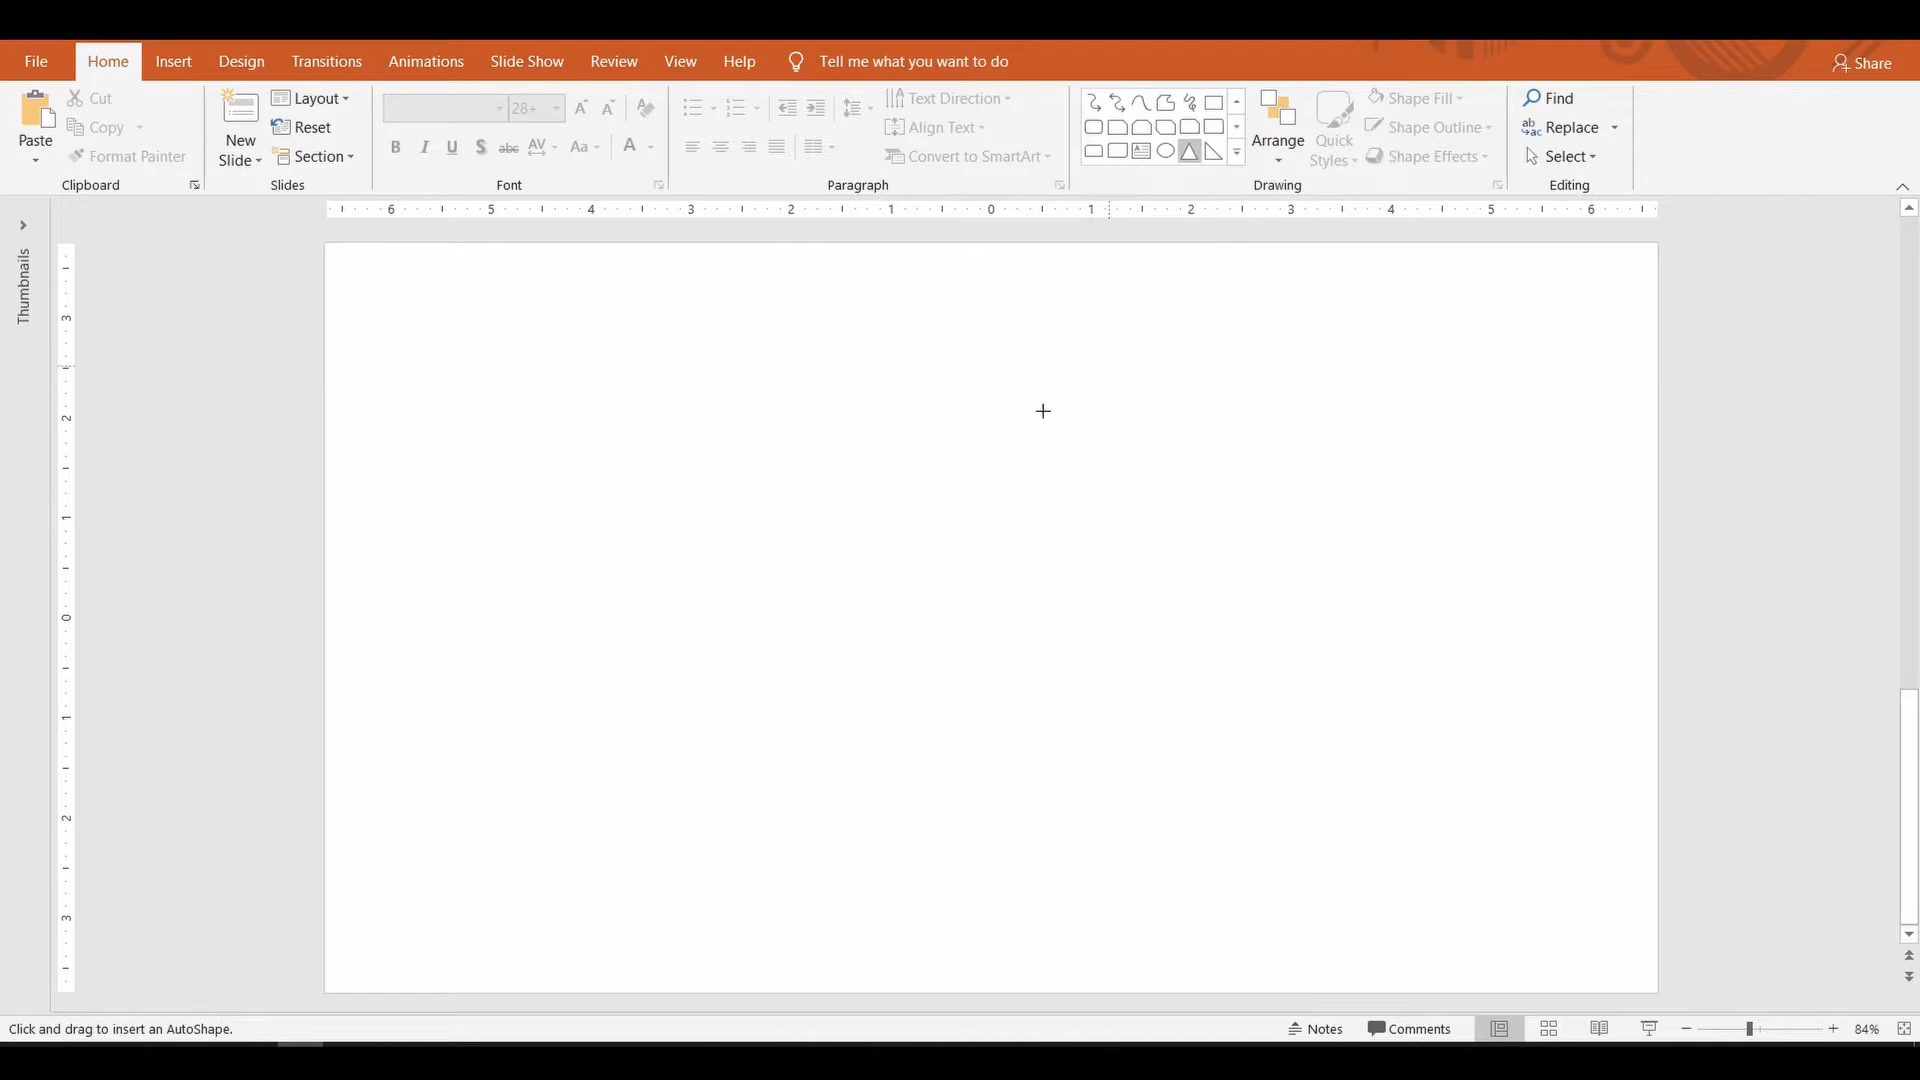 File Home Insert Design Transitions Animations Slide Show Review View Help Tell me what you want to do Share
Paste Cut Copy Format Painter
Clipboard
New Slide Layout Reset Section
Slides
28+ B I U S abc AV Aa A
Font
Text Direction
Align Text
Convert to SmartArt
Paragraph
Arrange Quick Styles Shape Fill Shape Outline Shape Effects
Drawing
Find
ab ac Replace
Select
Editing
6 5 4 3 2 1 0 1 2 3 4 5 6
Thumbnails
3
2
1
0
1
2
3
Click and drag to insert an AutoShape. Notes Comments 84%